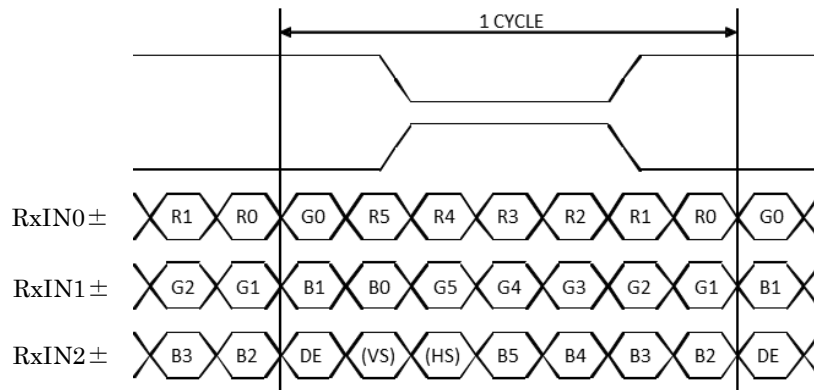 1 CYCLE
RxIN0± R1 R0 G0 R5 R4 R3 R2 R1 R0 G0
RxIN1± G2 G1 B1 B0 G5 G4 G3 G2 G1 B1
RxIN2± B3 B2 DE (VS) (HS) B5 B4 B3 B2 DE